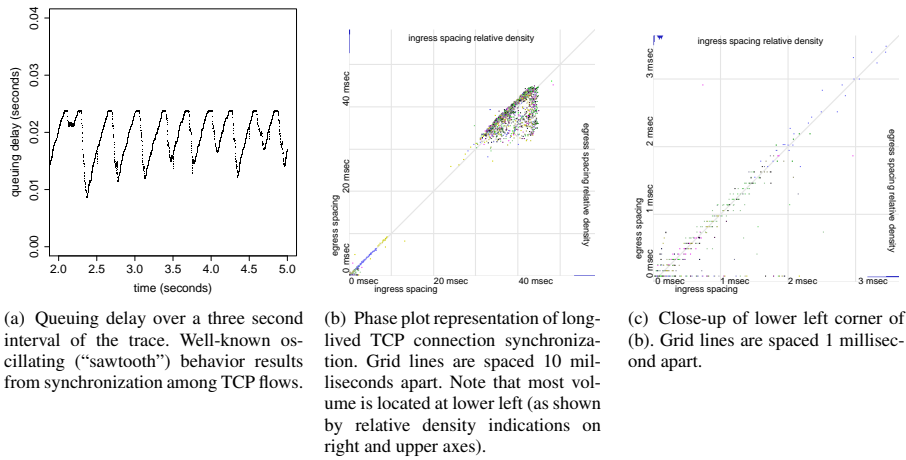 0.04
0.03
0.02
0.01
0.00
queuing delay (seconds)
2.0 2.5 3.0 3.5 4.0 4.5 5.0
time (seconds)
ingress spacing relative density
egress spacing relative density
egress spacing
0 msec 20 msec 40 msec
0 msec 20 msec 40 msec
ingress spacing
ingress spacing relative density
egress spacing relative density
egress spacing
0 msec 1 msec 2 msec 3 msec
0 msec 1 msec 2 msec 3 msec
ingress spacing
(a) Queuing delay over a three second
interval of the trace. Well-known os-
cillating (“sawtooth”) behavior results
from synchronization among TCP flows.
(b) Phase plot representation of long-
lived TCP connection synchroniza-
tion. Grid lines are spaced 10 mil-
liseconds apart. Note that most vol-
ume is located at lower left (as shown
by relative density indications on
right and upper axes).
(c) Close-up of lower left corner of
(b). Grid lines are spaced 1 millisec-
ond apart.